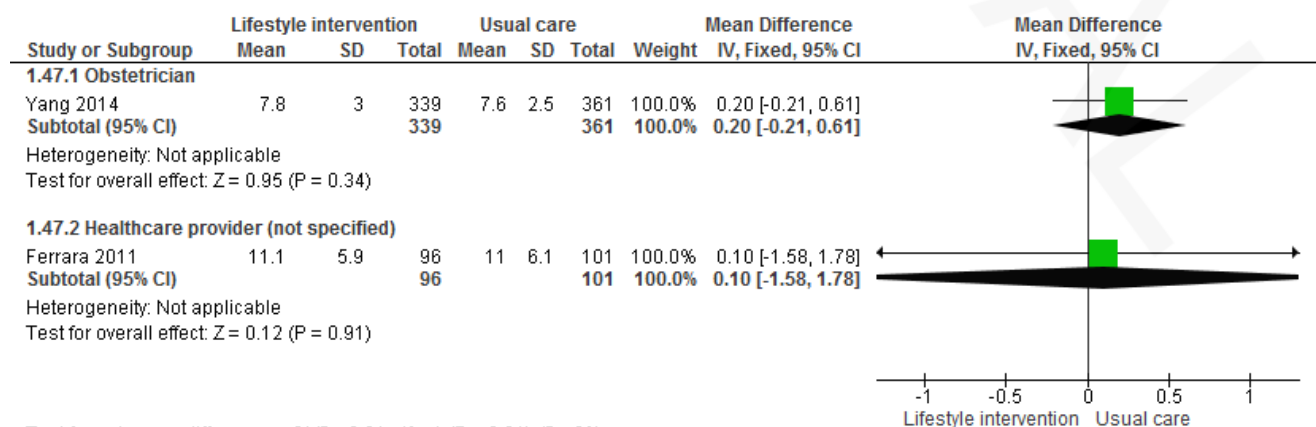 Lifestyle intervention Usual care Mean Difference Mean Difference
Study or Subgroup Mean SD Total Mean SD Total Weight IV, Fixed, 95% CI IV, Fixed, 95% CI
1.47.1 Obstetrician
Yang 2014 7.8 3 339 7.6 2.5 361 100.0% 0.20 [-0.21, 0.61]
Subtotal (95% CI) 339 361 100.0% 0.20 [-0.21, 0.61]
Heterogeneity: Not applicable
Test for overall effect: Z = 0.95 (P = 0.34)
1.47.2 Healthcare provider (not specified)
Ferrara 2011 11.1 5.9 96 11 6.1 101 100.0% 0.10 [-1.58, 1.78]
Subtotal (95% CI) 96 101 100.0% 0.10 [-1.58, 1.78]
Heterogeneity: Not applicable
Test for overall effect: Z = 0.12 (P = 0.91)
-1 -0.5 0 0.5 1
Lifestyle intervention Usual care